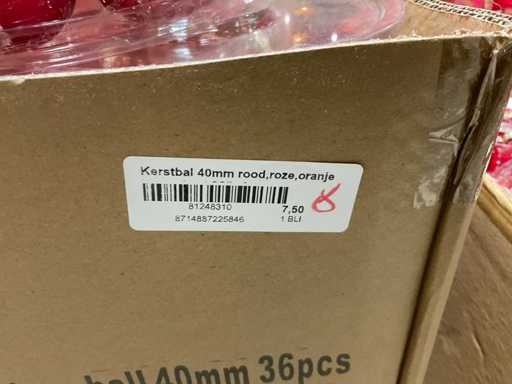 Kerstbal 40mm rood,roze,oranje
81248310
7,50
8714887225846
1 BLI
ball 40mm 36pcs